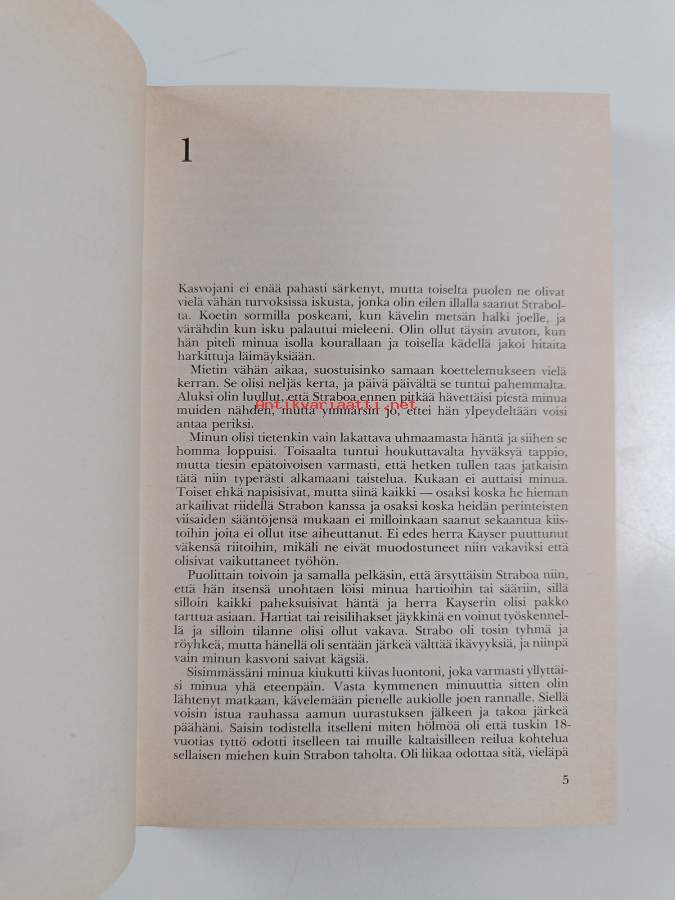 1
Kasvojani ei enää pahasti särkenyt, mutta toiselta puolen ne olivat
vielä vähän turvoksissa iskusta, jonka olin eilen illalla saanut Strabol-
ta. Koetin sormilla poskeani, kun kävelin metsän halki joelle, ja
värähdin kun isku palautui mieleeni. Olin ollut täysin avuton, kun
hän piteli minua isolla kourallaan ja toisella kädellä jakoi hitaita
harkittuja läimäyksiään.
Mietin vähän aikaa, suostuisinko samaan koettelemukseen vielä
kerran. Se olisi neljäs kerta, ja päivä päivältä se tuntui pahemmalta.
Aluksi olin luullut, että Straboa ennen pitkää hävettäisi piestä minua
muiden nähden, mutta ymmärsin jo, ettei hän ylpeydeltään voisi
antikvariaatti.net
antaa periksi.
Minun olisi tietenkin vain lakattava uhmaamasta häntä ja siihen se
homma loppuisi. Toisaalta tuntui houkuttavalta hyväksyä tappio,
mutta tiesin epätoivoisen varmasti, että hetken tullen taas jatkaisin
tätä niin typerästi alkamaani taistelua. Kukaan ei auttaisi minua.
Toiset ehkä napisisivat, mutta siinä kaikki — osaksi koska he hieman
arkailivat riidellä Strabon kanssa ja osaksi koska heidän perinteisten
viisaiden sääntöjensä mukaan ei milloinkaan saanut sekaantua kiis-
toihin joita ei ollut itse aiheuttanut. Ei edes herra Kayser puuttunut
väkensä riitoihin, mikäli ne eivät muodostuneet niin vakaviksi että
olisivat vaikuttaneet työhön.
Puolittain toivoin ja samalla pelkäsin, että ärsyttäisin Straboa niin,
että hän itsensä unohtaen löisi minua hartioihin tai sääriin, sillä
silloin kaikki paheksuisivat häntä ja herra Kayserin olisi pakko
tarttua asiaan. Hartiat tai reisilihakset jäykkinä en voinut työskennel-
lä ja silloin tilanne olisi ollut vakava. Strabo oli tosin tyhmä ja
röyhkeä, mutta hänellä oli sentään järkeä välttää ikävyyksiä, ja niinpä
vain minun kasvoni saivat kägsiä.
Sisimmässäni minua kiukutti kiivas luontoni, joka varmasti yllyttäi-
si minua yhä eteenpäin. Vasta kymmenen minuuttia sitten olin
lähtenyt matkaan, kävelemään pienelle aukiolle joen rannalle. Siellä
voisin istua rauhassa aamun uurastuksen jälkeen ja takoa järkeä
päähäni. Saisin todistella itselleni miten hölmöä oli että tuskin 18-
vuotias tyttö odotti itselleen tai muille kaltaisilleen reilua kohtelua
sellaisen miehen kuin Strabon taholta. Oli liikaa odottaa sitä, vieläpä
5